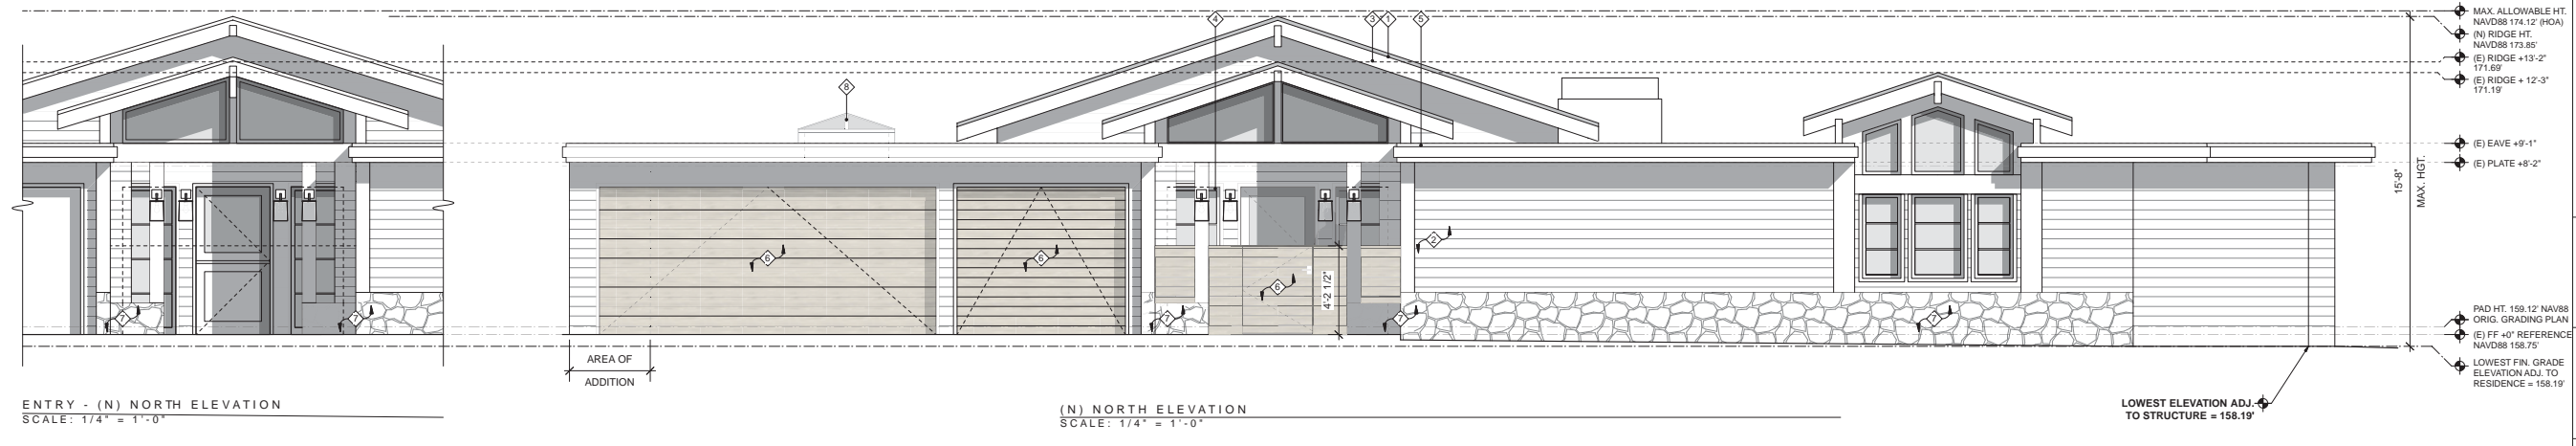 4
3
1
5
8
MAX. ALLOWABLE HT.
NAVD88 174.12' (HOA)
(N) RIDGE HT.
NAVD88 173.85'
(E) RIDGE +13'-2"
171.69'
(E) RIDGE + 12'-3"
171.19'
(E) EAVE +9'-1"
(E) PLATE +8'-2"
15'-8"
MAX. HGT.
2
6
6
6
4'-2 1/2"
7
7
7
7
7
PAD HT. 159.12' NAV88
ORIG. GRADING PLAN
(E) FF +0" REFERENCE
NAVD88 158.75'
LOWEST FIN. GRADE
ELEVATION ADJ. TO
RESIDENCE = 158.19'
AREA OF
ADDITION
LOWEST ELEVATION ADJ.
TO STRUCTURE = 158.19'
ENTRY - (N) NORTH ELEVATION
SCALE: 1/4" = 1'-0"
(N) NORTH ELEVATION
SCALE: 1/4" = 1'-0"